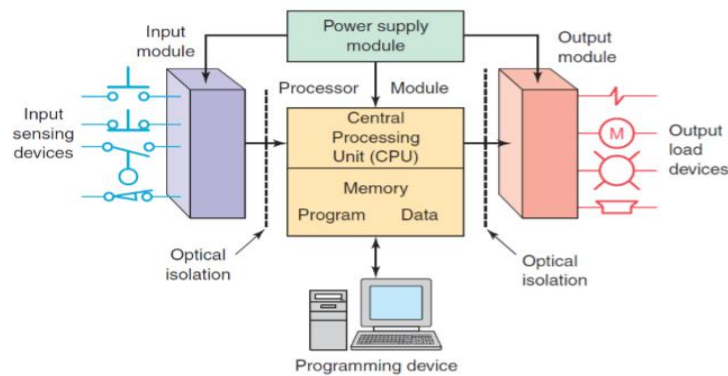 Power supply
module
Input
module
Output
module
Processor Module
Input
sensing
devices
Central
Processing
Unit (CPU)
M
Output
load
devices
Memory
Program Data
Optical
isolation
Optical
isolation
Programming device